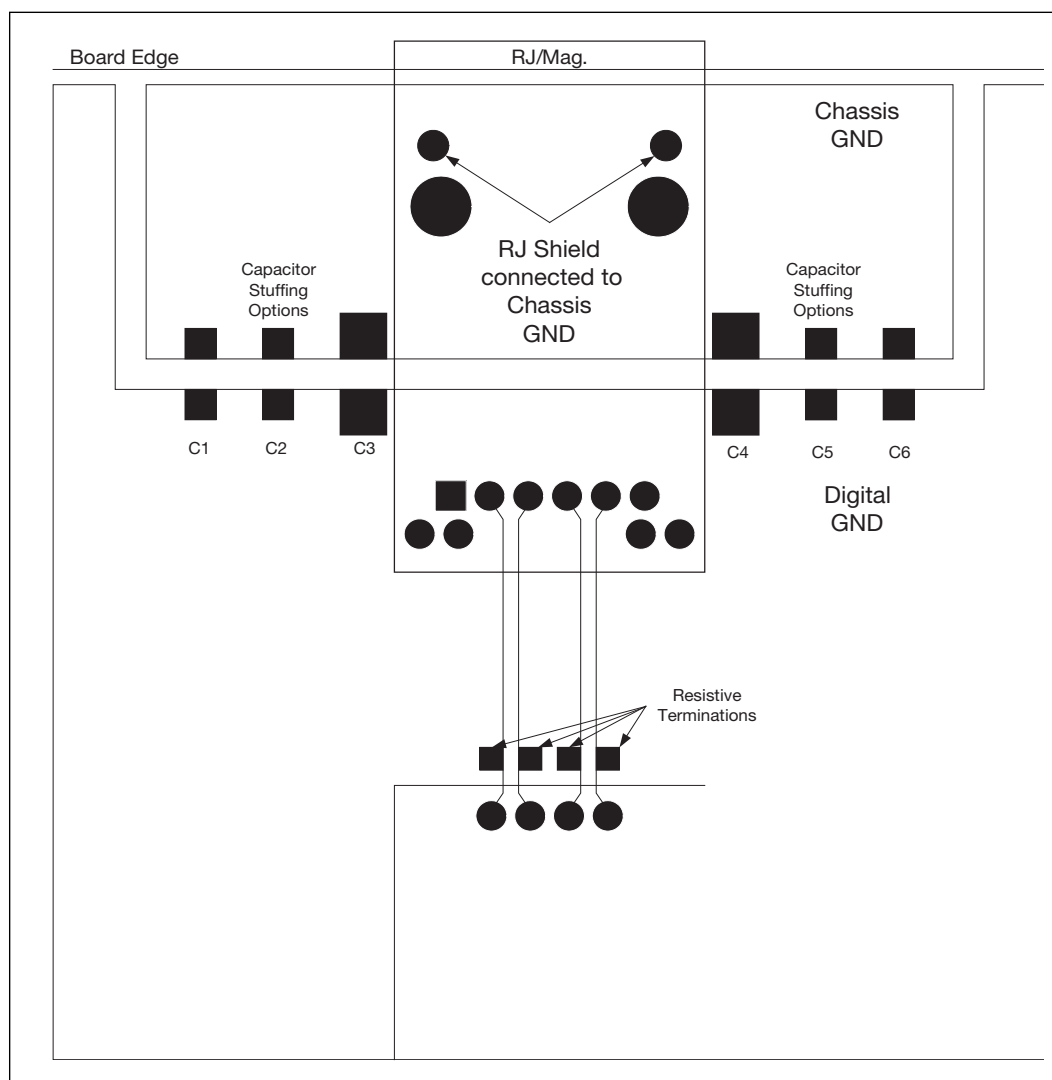 Board Edge
RJ/Mag.
Chassis
GND
RJ Shield
connected to
Chassis
GND
Capacitor
Stuffing
Options
Capacitor
Stuffing
Options
C1
C2
C3
C4
C5
C6
Digital
GND
Resistive
Terminations